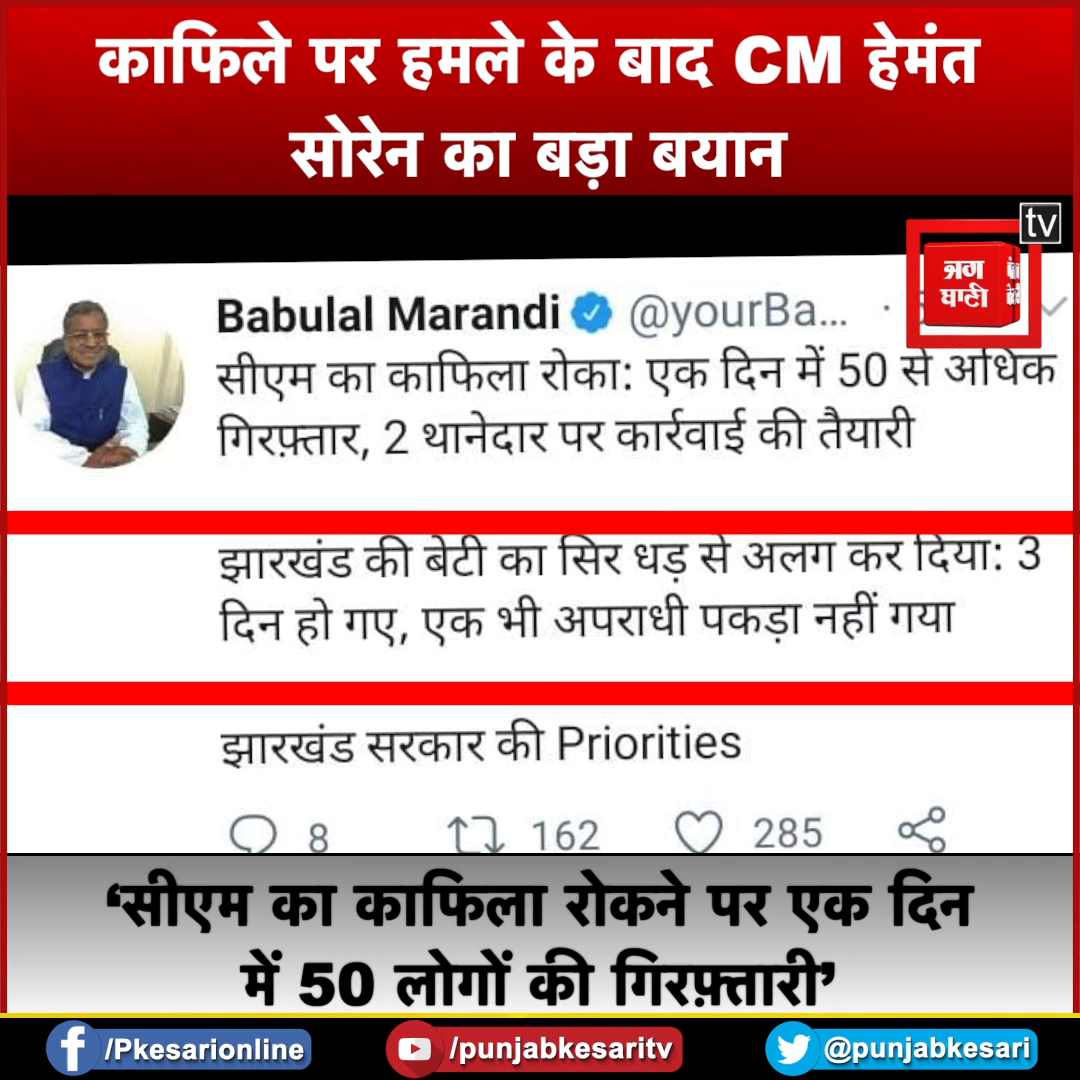 काफिले पर हमले के बाद CM हेमंत
सोरेन का बड़ा बयान
tv
Babulal Marandi @yourBa... ·
सीएम का काफिला रोका: एक दिन में 50 से अधिक
गिरफ़्तार, 2 थानेदार पर कार्रवाई की तैयारी
झारखंड की बेटी का सिर धड़ से अलग कर दिया: 3
दिन हो गए, एक भी अपराधी पकड़ा नहीं गया
झारखंड सरकार की Priorities
8 162 285
‘सीएम का काफिला रोकने पर एक दिन
में 50 लोगों की गिरफ़्तारी’
/Pkesarionline /punjabkesaritv @punjabkesari